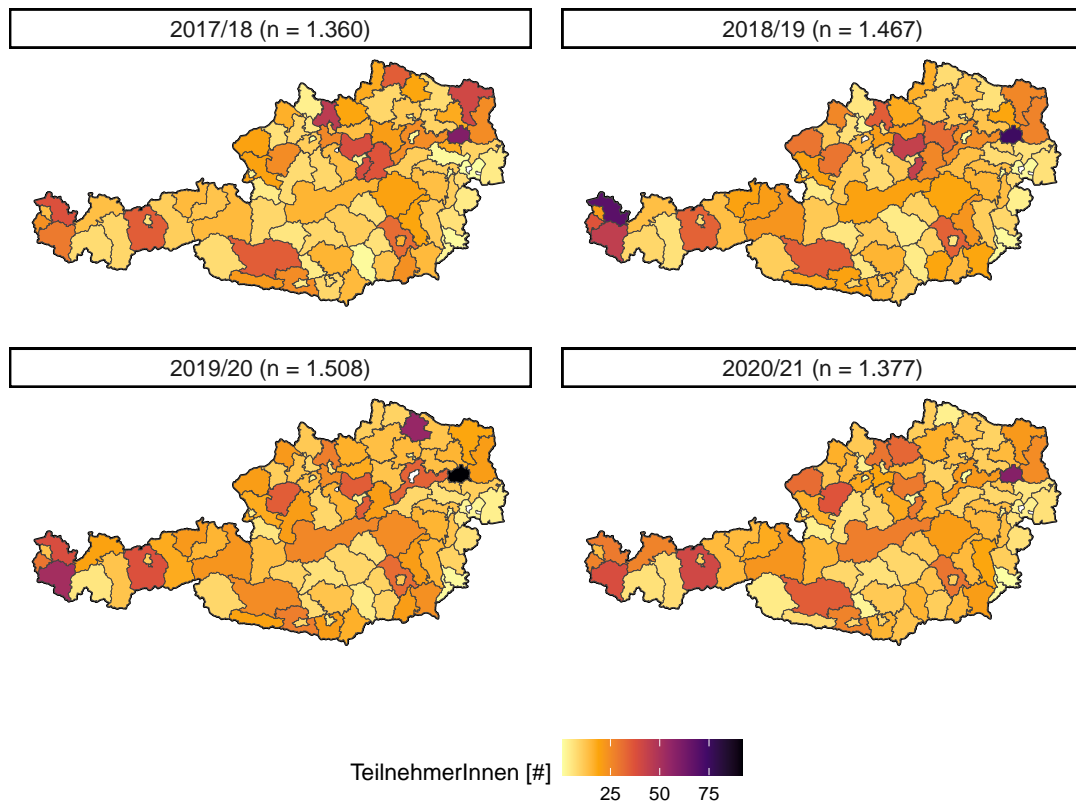 2017/18 (n = 1.360)
2018/19 (n = 1.467)
2019/20 (n = 1.508)
2020/21 (n = 1.377)
TeilnehmerInnen [#]
25 50 75